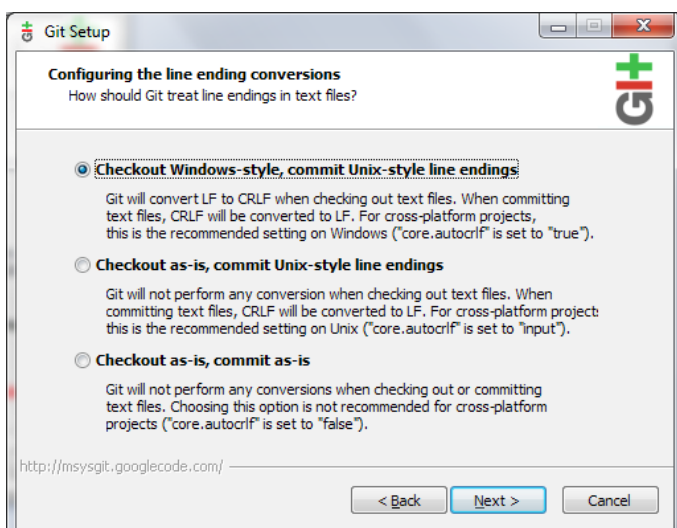 Git Setup
Configuring the line ending conversions
How should Git treat line endings in text files?
Git
Checkout Windows-style, commit Unix-style line endings
Git will convert LF to CRLF when checking out text files. When committing
text files, CRLF will be converted to LF. For cross-platform projects,
this is the recommended setting on Windows ("core.autocrlf" is set to "true").
Checkout as-is, commit Unix-style line endings
Git will not perform any conversion when checking out text files. When
committing text files, CRLF will be converted to LF. For cross-platform projects
this is the recommended setting on Unix ("core.autocrlf" is set to "input").
Checkout as-is, commit as-is
Git will not perform any conversions when checking out or committing
text files. Choosing this option is not recommended for cross-platform
projects ("core.autocrlf" is set to "false").
http://msysgit.googlecode.com/
< Back
Next >
Cancel